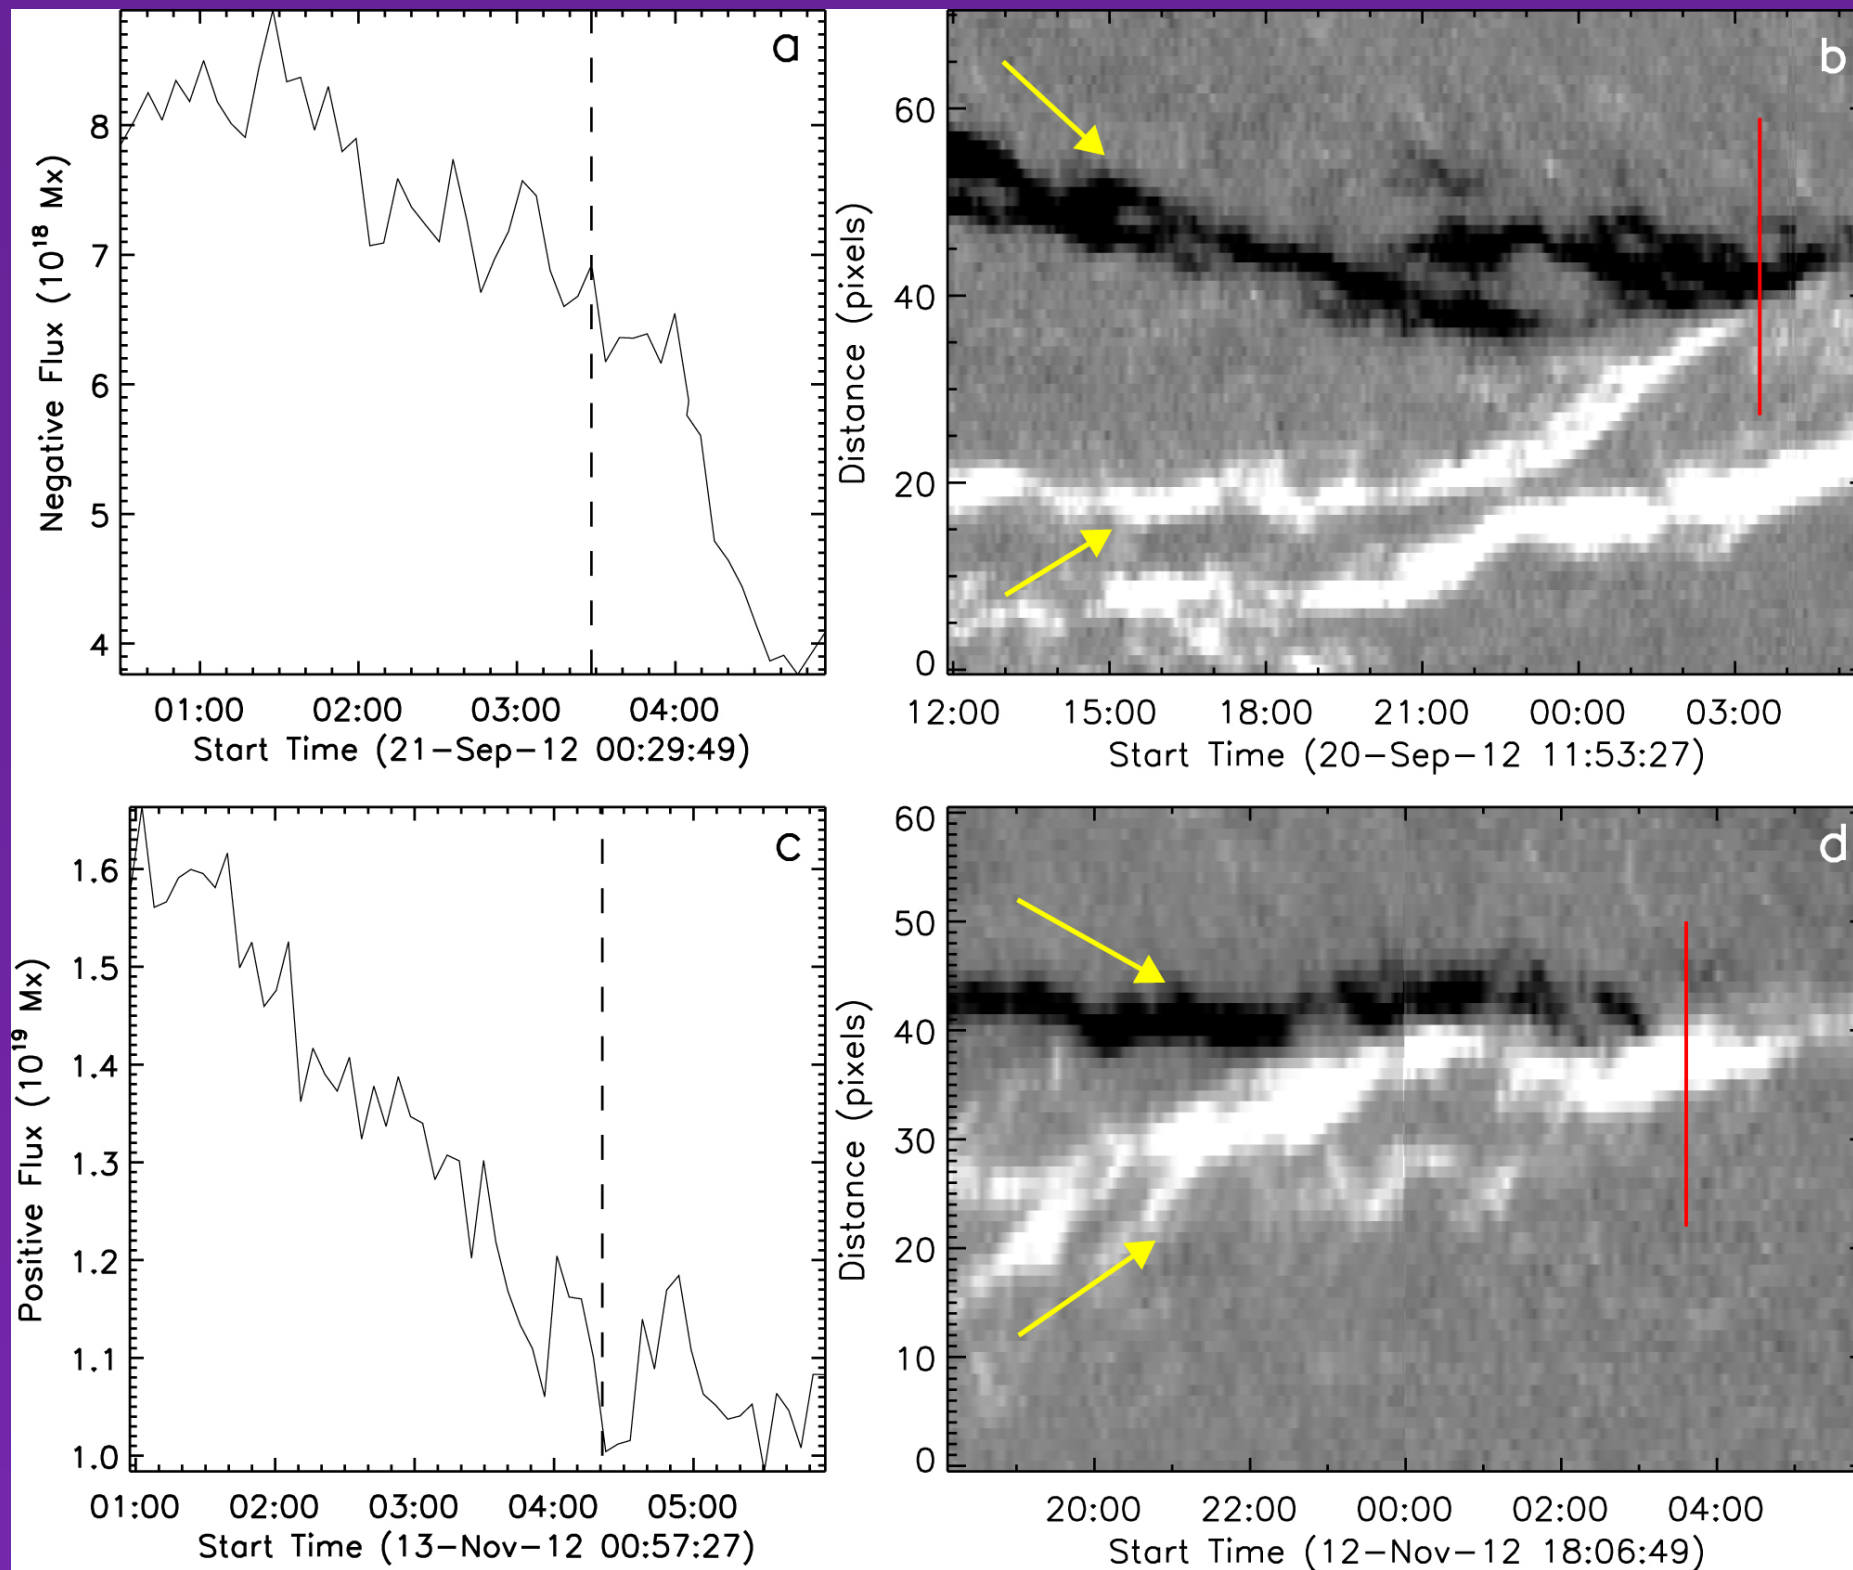 a
8
7
6
5
4
Negative Flux (10^18 Mx)
01:00 02:00 03:00 04:00
Start Time (21-Sep-12 00:29:49)
b
60
40
20
0
Distance (pixels)
12:00 15:00 18:00 21:00 00:00 03:00
Start Time (20-Sep-12 11:53:27)
c
1.6
1.5
1.4
1.3
1.2
1.1
1.0
Positive Flux (10^19 Mx)
01:00 02:00 03:00 04:00 05:00
Start Time (13-Nov-12 00:57:27)
d
60
50
40
30
20
10
0
Distance (pixels)
20:00 22:00 00:00 02:00 04:00
Start Time (12-Nov-12 18:06:49)